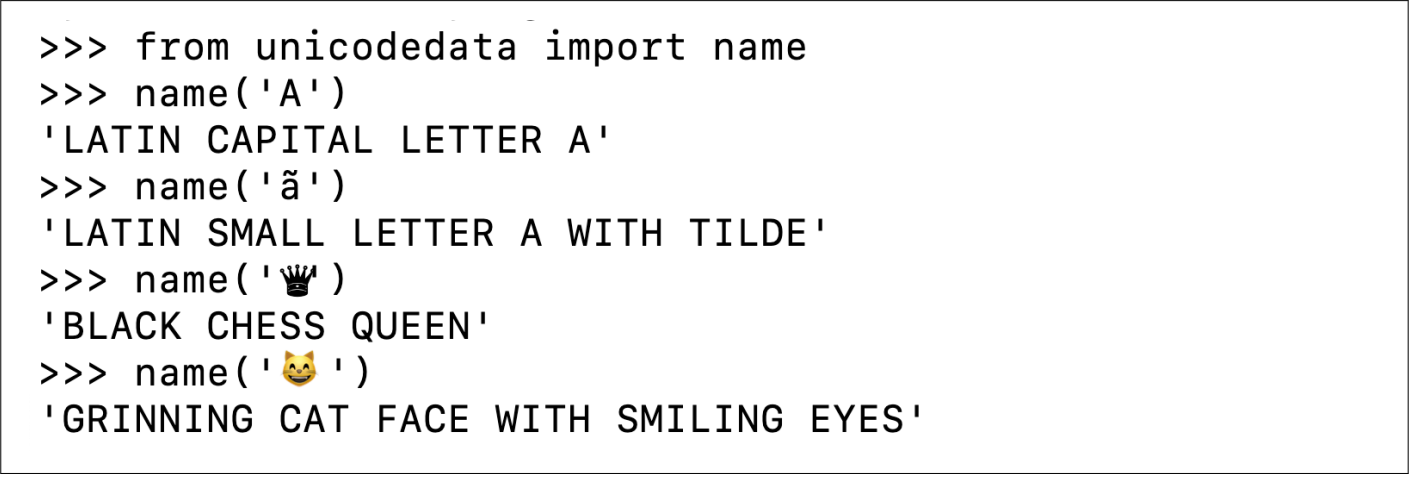 >>> from unicodedata import name
>>> name('A')
'LATIN CAPITAL LETTER A'
>>> name('ã')
'LATIN SMALL LETTER A WITH TILDE'
>>> name('♛')
'BLACK CHESS QUEEN'
>>> name('😸')
'GRINNING CAT FACE WITH SMILING EYES'